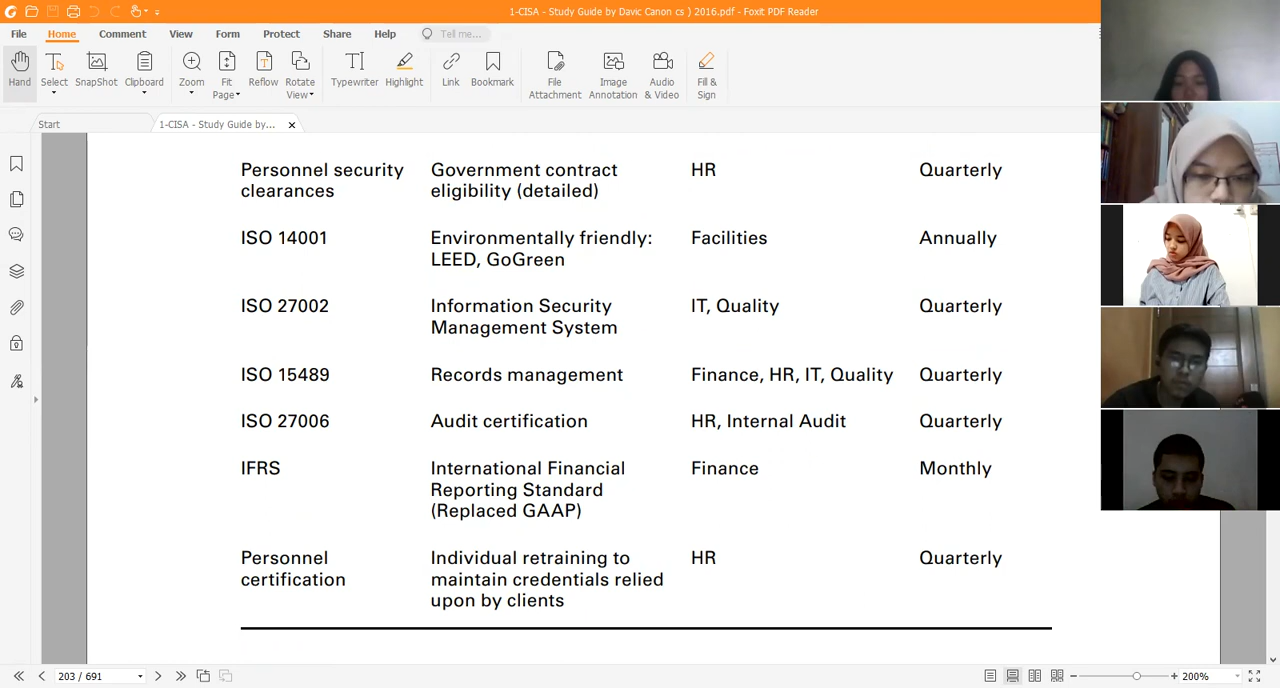 1-CISA - Study Guide by Davic Canon cs ) 2016.pdf - Foxit PDF Reader
File Home Comment View Form Protect Share Help Tell me...
Hand Select SnapShot Clipboard Zoom Fit Page Reflow Rotate View Typewriter Highlight Link Bookmark File Attachment Image Annotation Audio & Video Fill & Sign
Start 1-CISA - Study Guide by...
Personnel security Government contract HR Quarterly
clearances eligibility (detailed)
ISO 14001 Environmentally friendly: Facilities Annually
LEED, GoGreen
ISO 27002 Information Security IT, Quality Quarterly
Management System
ISO 15489 Records management Finance, HR, IT, Quality Quarterly
ISO 27006 Audit certification HR, Internal Audit Quarterly
IFRS International Financial Finance Monthly
Reporting Standard
(Replaced GAAP)
Personnel Individual retraining to HR Quarterly
certification maintain credentials relied
upon by clients
203 / 691 200%